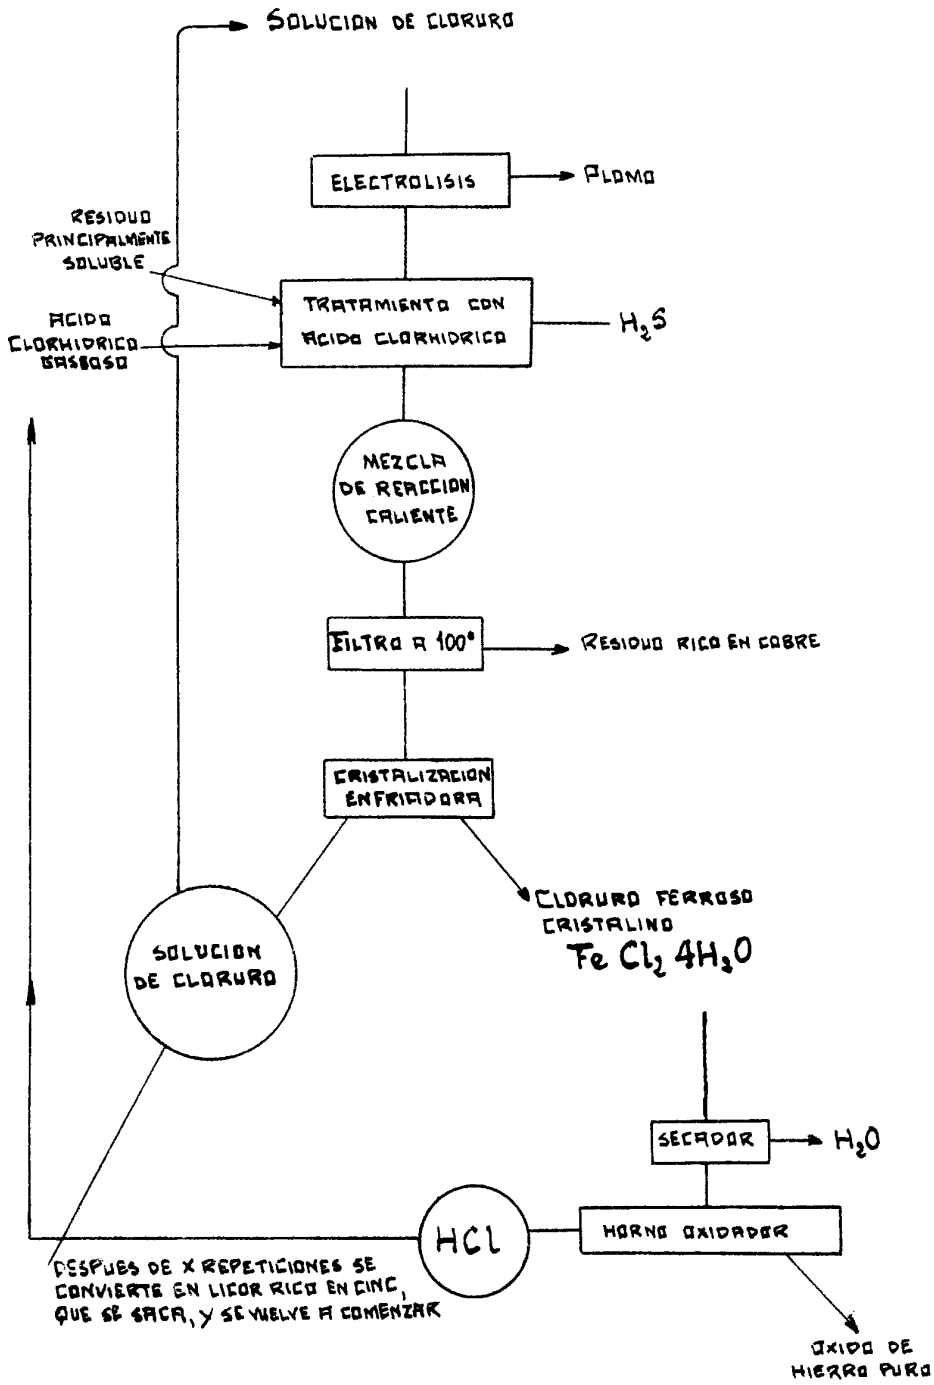 SOLUCION DE CLORURO
ELECTROLISIS
PLOMO
RESIDUO
PRINCIPALMENTE
SOLUBLE
TRATAMIENTO CON
ACIDO CLORHIDRICO
H₂S
ACIDO
CLORHIDRICO
GASEOSO
MEZCLA
DE REACCION
CALIENTE
FILTRO A 100°
RESIDUO RICO EN COBRE
CRISTALIZACION
ENFRIADORA
CLORURO FERROSO
CRISTALINO
Fe Cl₂ 4H₂O
SOLUCION
DE CLORURO
SECADOR
H₂O
HCl
HORNO OXIDADOR
DESPUES DE X REPETICIONES SE
CONVIERTE EN LICOR RICO EN CINC,
QUE SE SACA, Y SE VUELVE A COMENZAR
OXIDO DE
HIERRO PURO